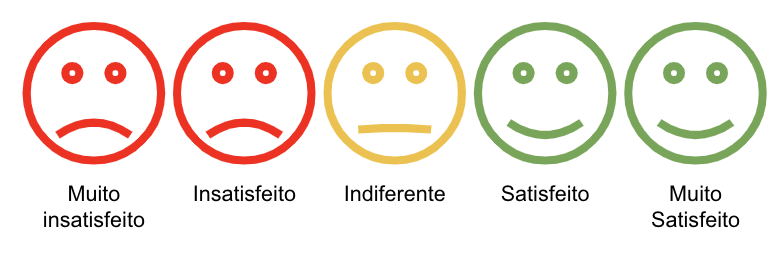 Muito
insatisfeito
Insatisfeito
Indiferente
Satisfeito
Muito
Satisfeito